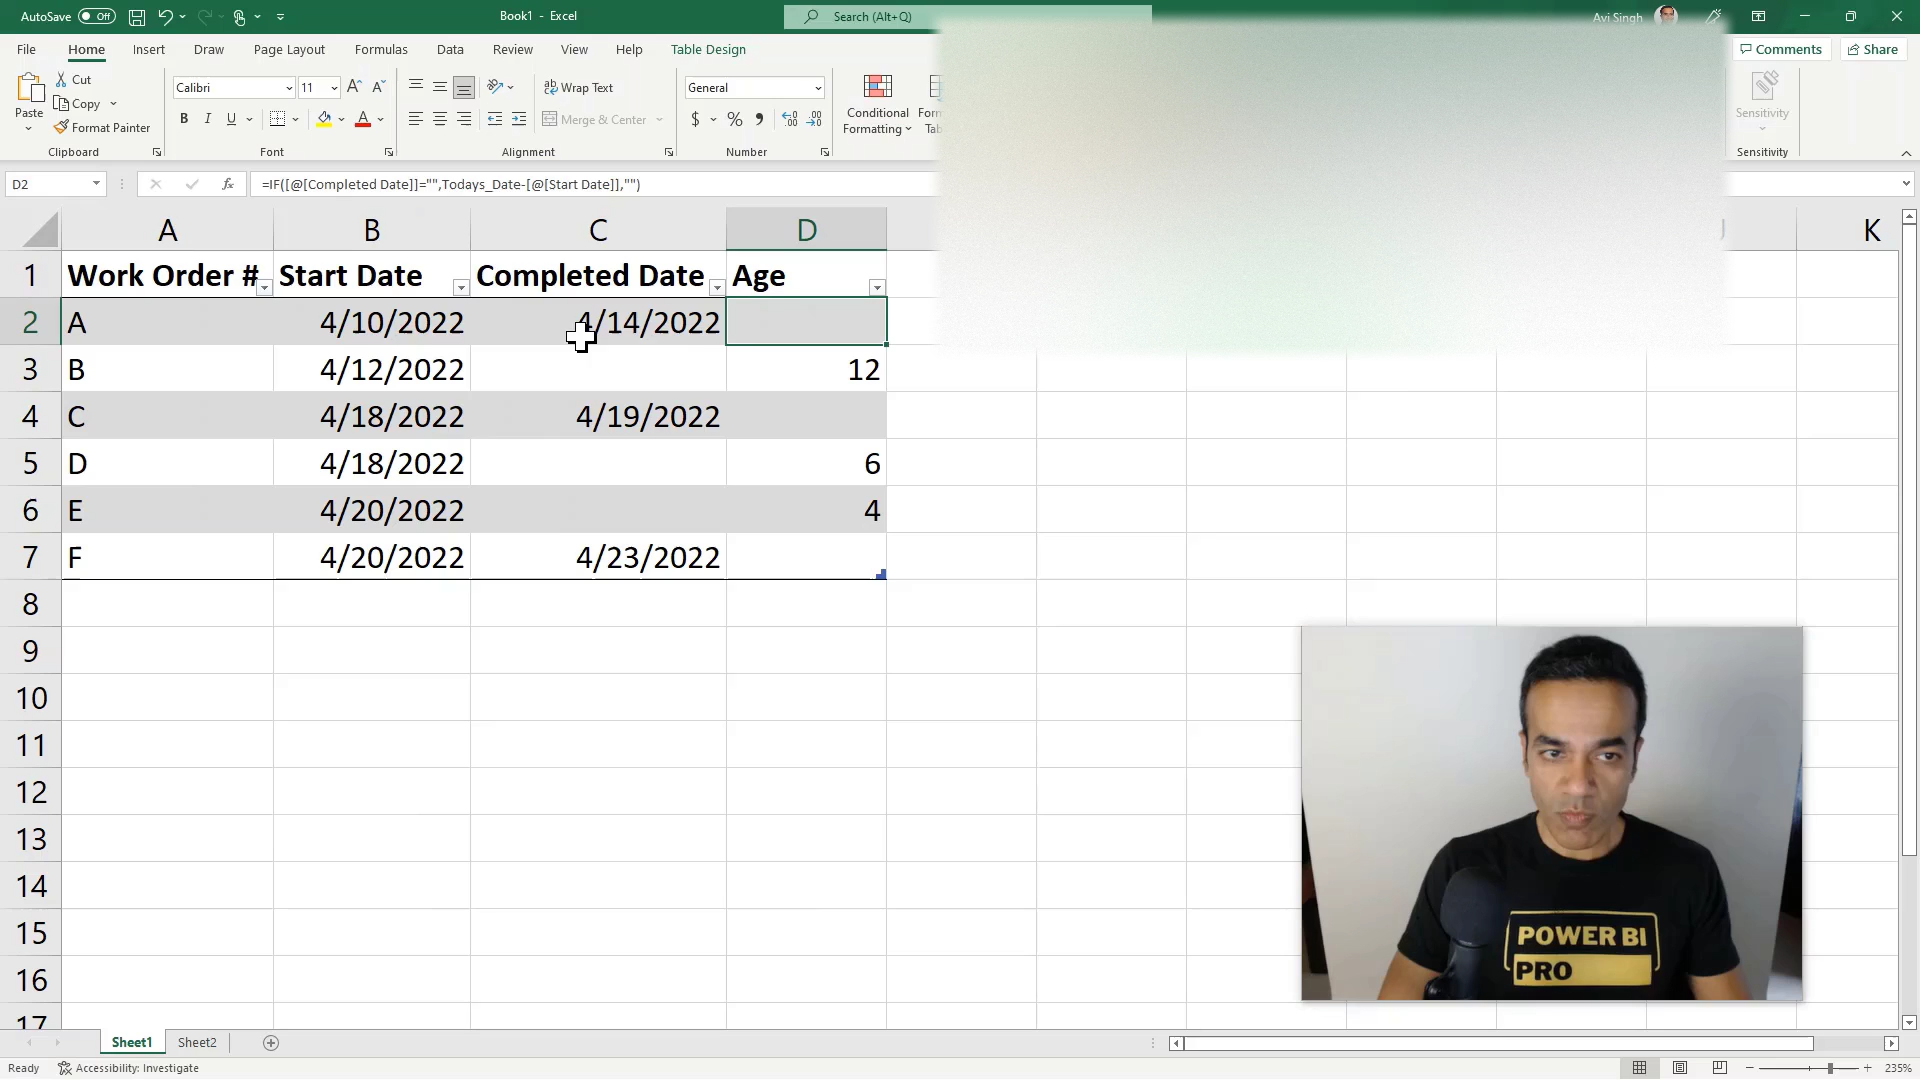 AutoSave Off Book1 - Excel Search (Alt+Q) Avi Singh
File Home Insert Draw Page Layout Formulas Data Review View Help Table Design Comments Share
Paste Cut Copy Format Painter
Calibri 11
B I U A
Wrap Text
Merge & Center
General
$ % 9
Conditional Formatting
Sensitivity
Clipboard Font Alignment Number Sensitivity
D2 fx =IF([@[Completed Date]]="",Todays_Date-[@[Start Date]],"")
A B C D K
1 Work Order # Start Date Completed Date Age
2 A 4/10/2022 4/14/2022
3 B 4/12/2022 12
4 C 4/18/2022 4/19/2022
5 D 4/18/2022 6
6 E 4/20/2022 4
7 F 4/20/2022 4/23/2022
8
9
10
11
12
13
14
15
16
17
POWER BI
PRO
Sheet1 Sheet2
Ready Accessibility: Investigate 235%